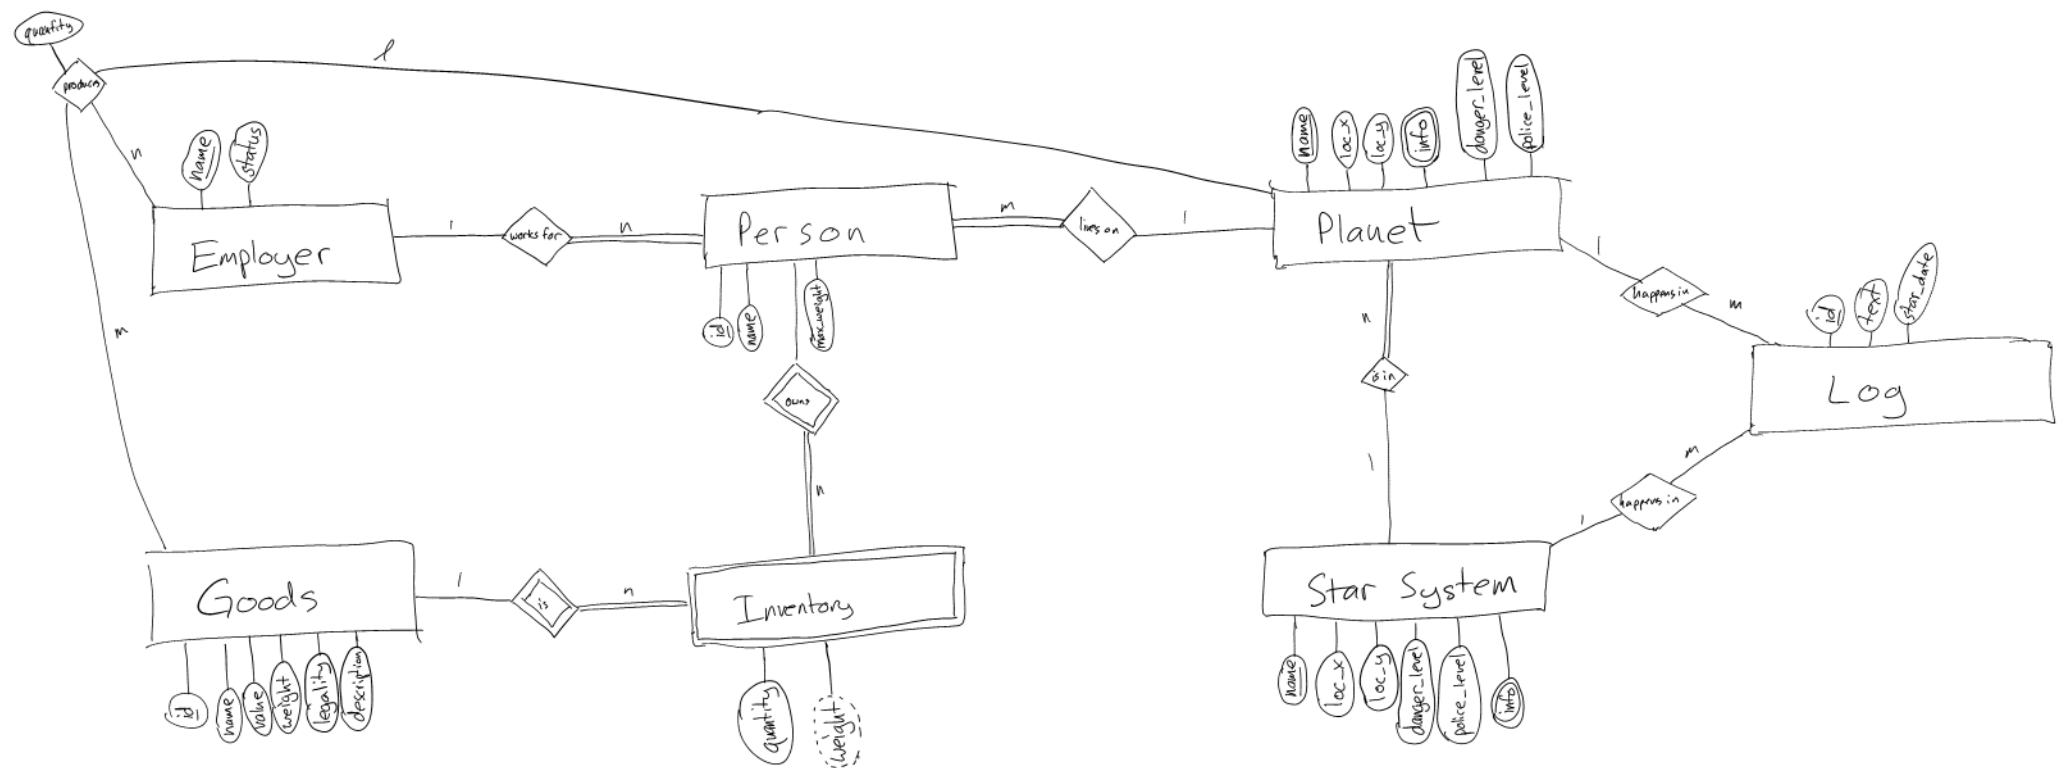 quantity
produces
l
n
m
name
status
Employer
1
works for
n
Person
id
name
max_weight
m
lives on
1
name
loc_x
loc_y
info
danger_level
police_level
Planet
1
happens in
m
id
text
star_date
Log
n
is in
1
m
happens in
1
owns
n
Goods
id
name
value
weight
legality
description
1
is
n
Inventory
quantity
weight
Star System
name
loc_x
loc_y
danger_level
police_level
info